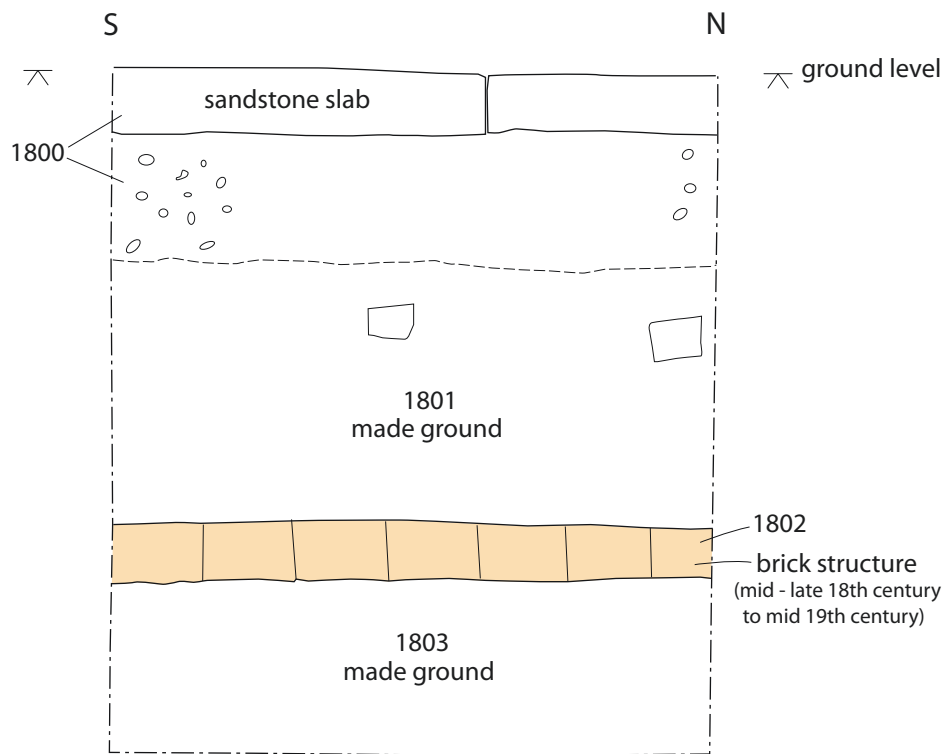 S
N
ground level
sandstone slab
1800
1801
made ground
1802
brick structure
(mid - late 18th century
to mid 19th century)
1803
made ground